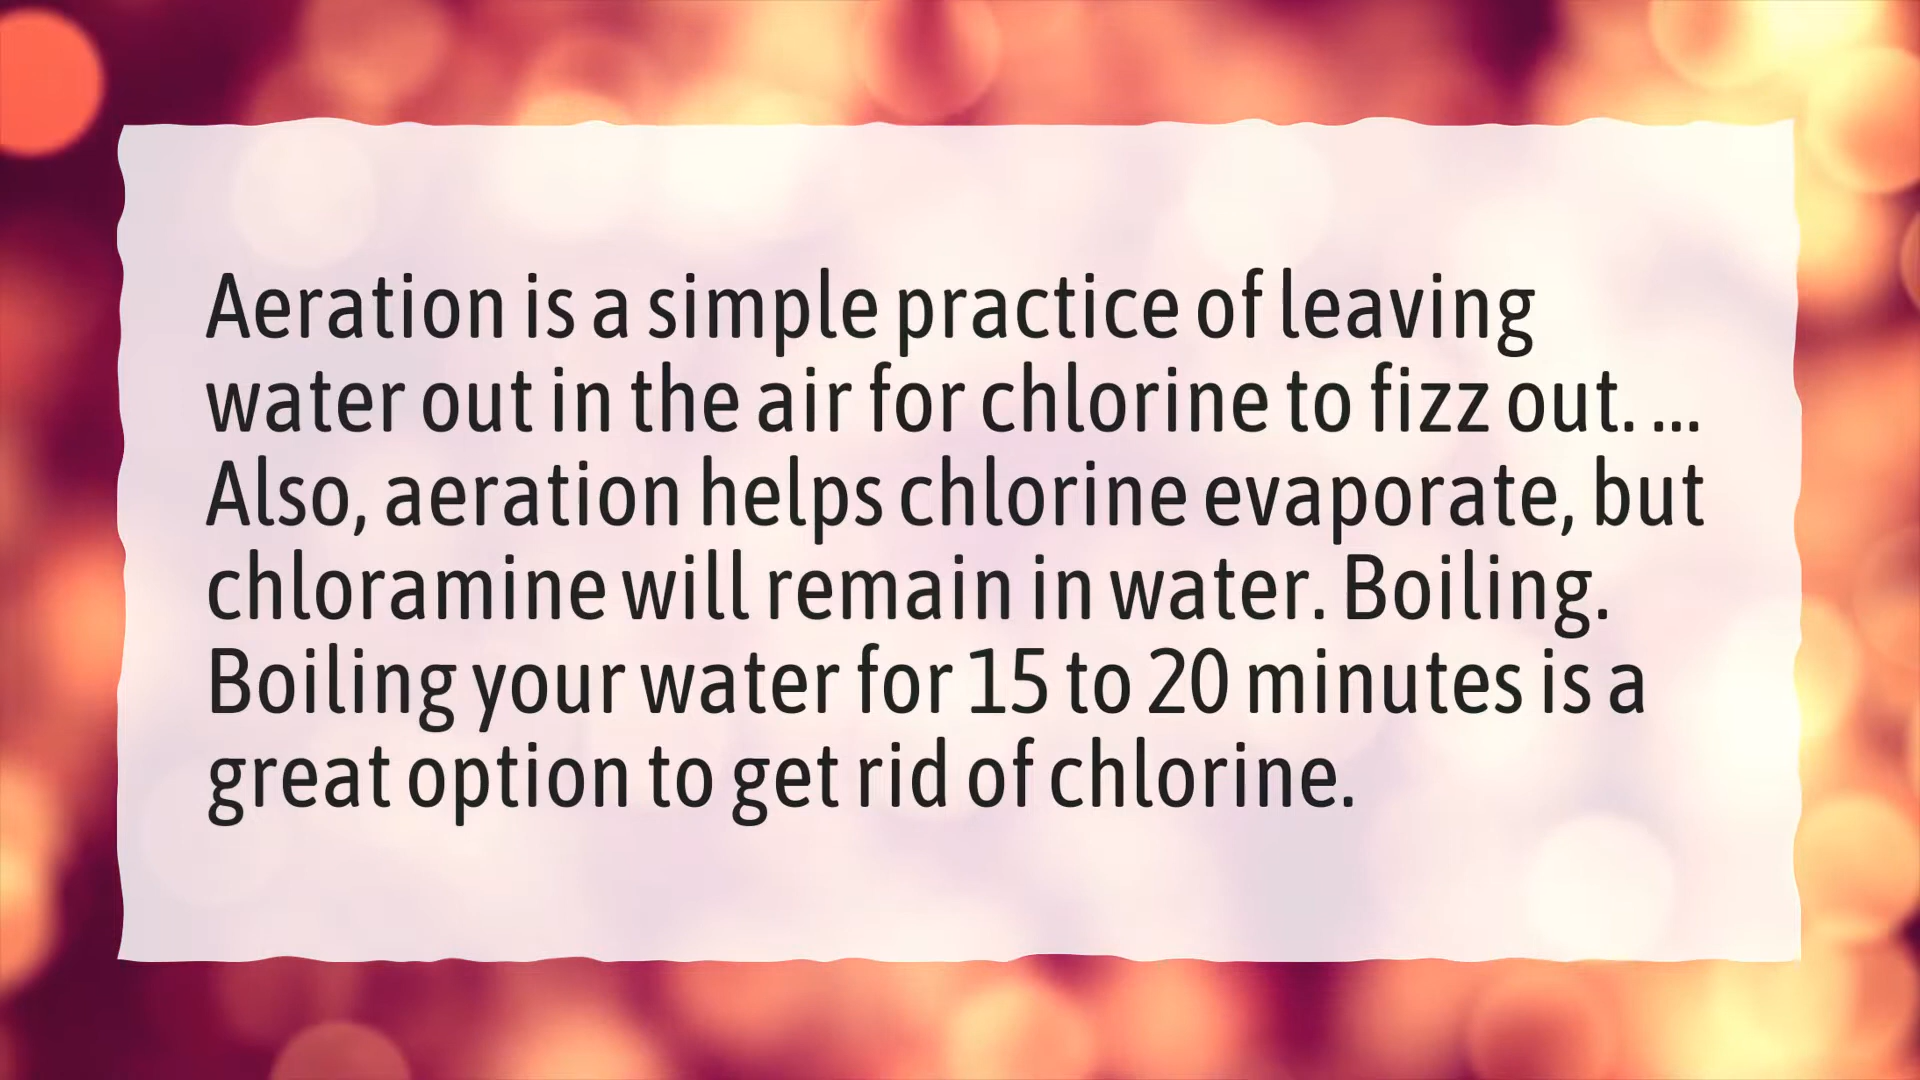 Aeration is a simple practice of leaving
water out in the air for chlorine to fizz out. ...
Also, aeration helps chlorine evaporate, but
chloramine will remain in water. Boiling.
Boiling your water for 15 to 20 minutes is a
great option to get rid of chlorine.